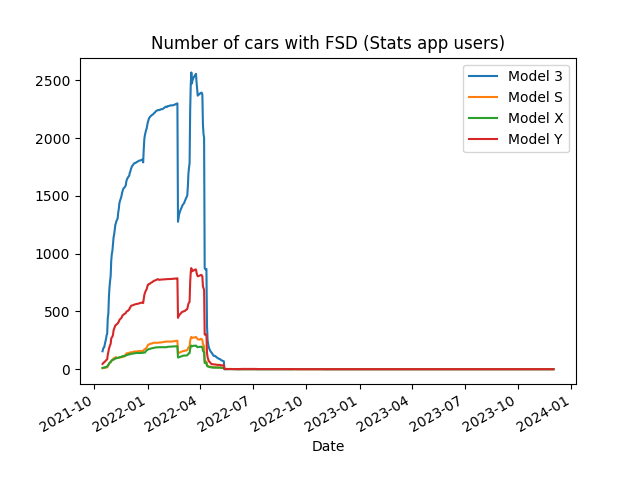 Number of cars with FSD (Stats app users)
Model 3
Model S
Model X
Model Y
2500
2000
1500
1000
500
0
2021-10
2022-01
2022-04
2022-07
2022-10
2023-01
2023-04
2023-07
2023-10
2024-01
Date